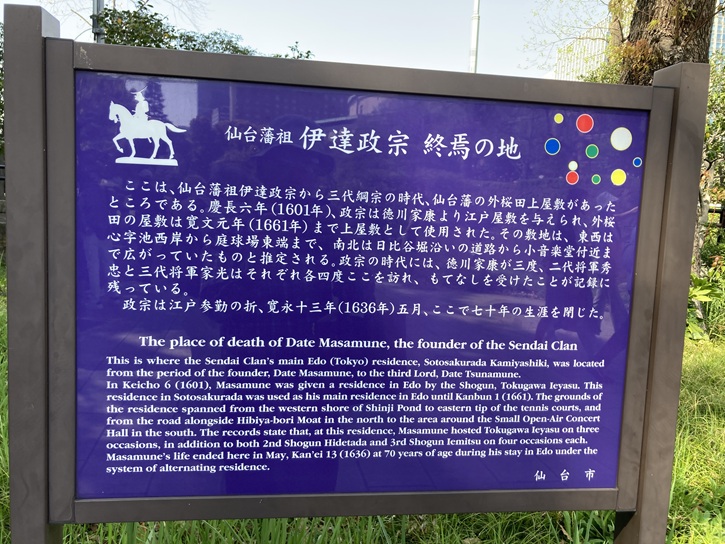 仙台藩祖 伊達政宗 終焉の地
ここは、仙台藩祖伊達政宗から三代綱宗の時代、仙台藩の外桜田上屋敷があった
ところである。慶長六年(1601年)、政宗は徳川家康より江戸屋敷を与えられ、外桜
田の屋敷は寛文元年(1661年)まで上屋敷として使用された。その敷地は、東西は
心字池西岸から庭球場東端まで、南北は日比谷堀沿いの道路から小音楽堂付近ま
で広がっていたものと推定される。政宗の時代には、徳川家康が三度、二代将軍秀
忠と三代将軍家光はそれぞれ各四度ここを訪れ、もてなしを受けたことが記録に
残っている。
政宗は江戸参勤の折、寛永十三年(1636年)五月、ここで七十年の生涯を閉じた。
The place of death of Date Masamune, the founder of the Sendai Clan
This is where the Sendai Clan's main Edo (Tokyo) residence, Sotosakurada Kamiyashiki, was located
from the period of the founder, Date Masamune, to the third Lord, Date Tsunamune.
In Keicho 6 (1601), Masamune was given a residence in Edo by the Shogun, Tokugawa Ieyasu. This
residence in Sotosakurada was used as his main residence in Edo until Kanbun 1 (1661). The grounds of
the residence spanned from the western shore of Shinji Pond to eastern tip of the tennis courts, and
from the road alongside Hibiya-bori Moat in the north to the area around the Small Open-Air Concert
Hall in the south. The records state that, at this residence, Masamune hosted Tokugawa Ieyasu on three
occasions, in addition to both 2nd Shogun Hidetada and 3rd Shogun Iemitsu on four occasions each.
Masamune's life ended here in May, Kan'ei 13 (1636) at 70 years of age during his stay in Edo under the
system of alternating residence.
仙台市